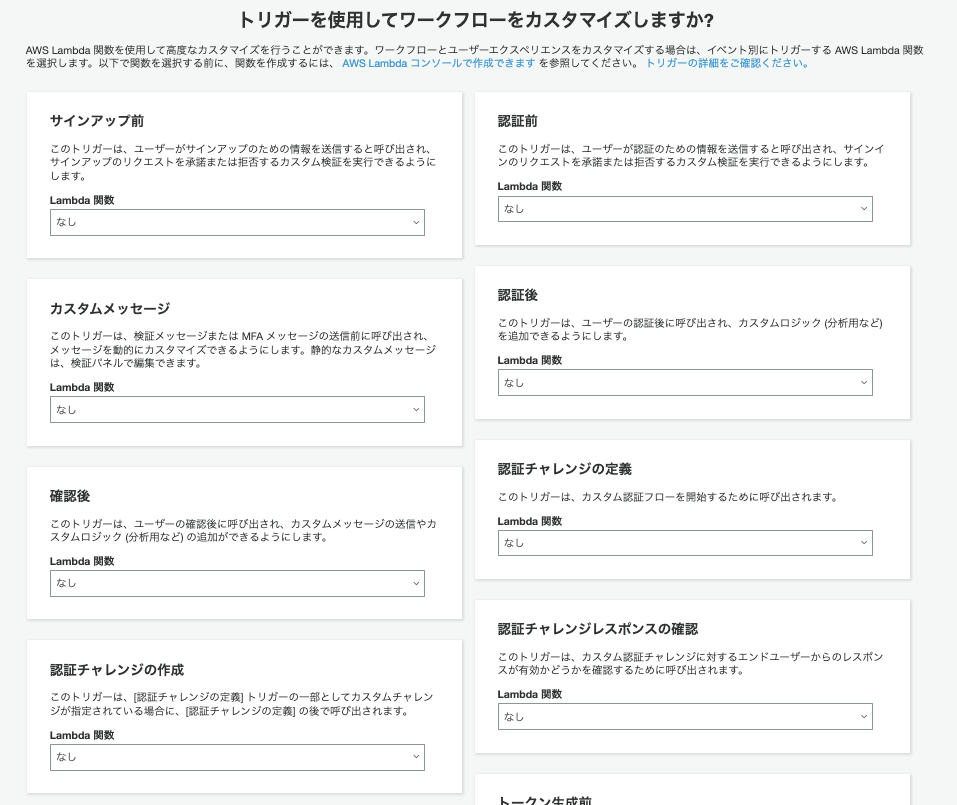 トリガーを使用してワークフローをカスタマイズしますか?
AWS Lambda 関数を使用して高度なカスタマイズを行うことができます。ワークフローとユーザーエクスペリエンスをカスタマイズする場合は、イベント別にトリガーする AWS Lambda 関数
を選択します。以下で関数を選択する前に、関数を作成するには、 AWS Lambda コンソールで作成できます を参照してください。 トリガーの詳細をご確認ください。
サインアップ前
このトリガーは、ユーザーがサインアップのための情報を送信すると呼び出され、
サインアップのリクエストを承諾または拒否するカスタム検証を実行できるように
します。
Lambda 関数
なし
カスタムメッセージ
このトリガーは、検証メッセージまたは MFA メッセージの送信前に呼び出され、
メッセージを動的にカスタマイズできるようにします。静的なカスタムメッセージ
は、検証パネルで編集できます。
Lambda 関数
なし
確認後
このトリガーは、ユーザーの確認後に呼び出され、カスタムメッセージの送信やカ
スタムロジック (分析用など) の追加ができるようにします。
Lambda 関数
なし
認証チャレンジの作成
このトリガーは、[認証チャレンジの定義] トリガーの一部としてカスタムチャレン
ジが指定されている場合に、[認証チャレンジの定義] の後で呼び出されます。
Lambda 関数
なし
認証前
このトリガーは、ユーザーが認証のための情報を送信すると呼び出され、サインイ
ンのリクエストを承諾または拒否するカスタム検証を実行できるようにします。
Lambda 関数
なし
認証後
このトリガーは、ユーザーの認証後に呼び出され、カスタムロジック (分析用など)
を追加できるようにします。
Lambda 関数
なし
認証チャレンジの定義
このトリガーは、カスタム認証フローを開始するために呼び出されます。
Lambda 関数
なし
認証チャレンジレスポンスの確認
このトリガーは、カスタム認証チャレンジに対するエンドユーザーからのレスポン
スが有効かどうかを確認するために呼び出されます。
Lambda 関数
なし
トークン生成前